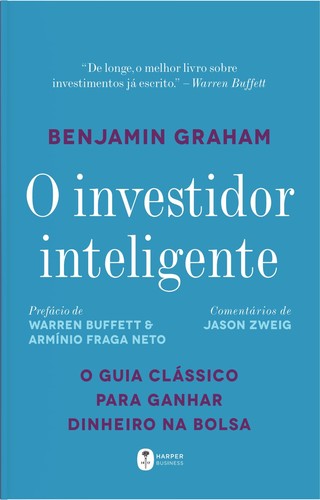 “De longe, o melhor livro sobre
investimentos já escrito.” – Warren Buffett
BENJAMIN GRAHAM
O investidor
inteligente
Prefácio de
WARREN BUFFETT &
ARMÍNIO FRAGA NETO
Comentários de
JASON ZWEIG
O GUIA CLÁSSICO
PARA GANHAR
DINHEIRO NA BOLSA
HARPER
BUSINESS